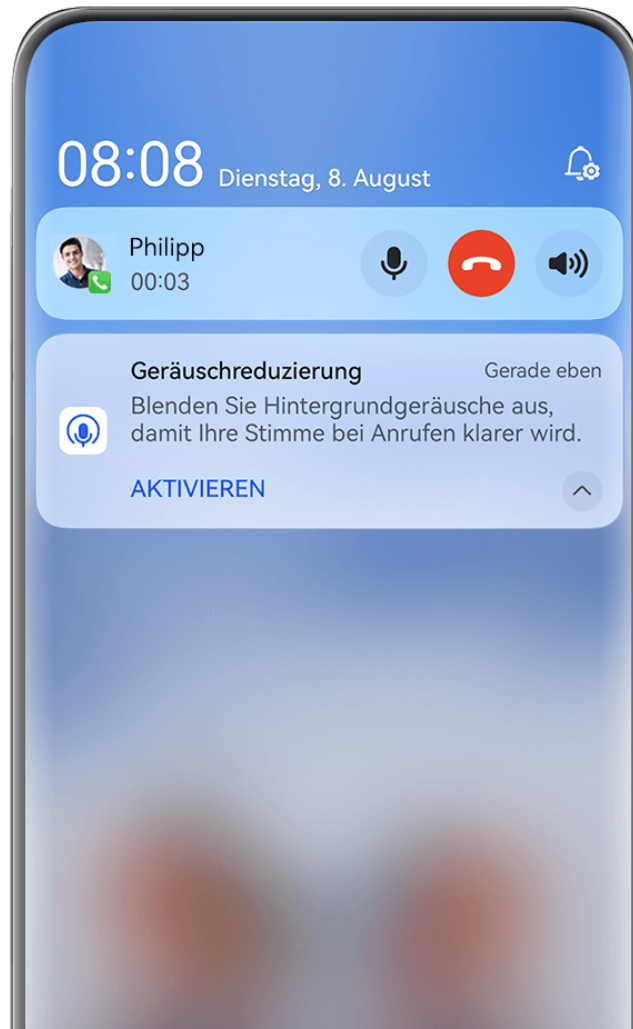 08:08 Dienstag, 8. August
Philipp
00:03
Geräuschreduzierung Gerade eben
Blenden Sie Hintergrundgeräusche aus,
damit Ihre Stimme bei Anrufen klarer wird.
AKTIVIEREN